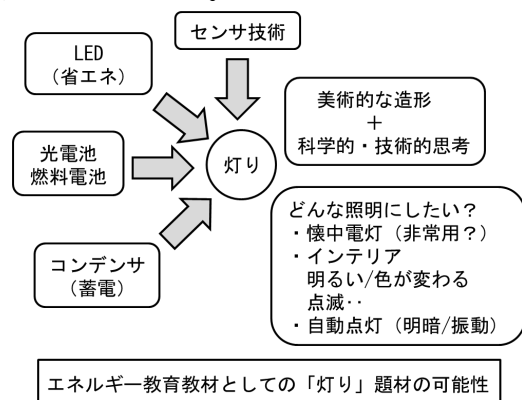 センサ技術
LED
（省エネ）
美術的な造形
＋
科学的・技術的思考
光電池
燃料電池
灯り
どんな照明にしたい？
・懐中電灯（非常用？）
・インテリア
明るい/色が変わる
点滅‥
・自動点灯（明暗/振動）
コンデンサ
（蓄電）
エネルギー教育教材としての「灯り」題材の可能性